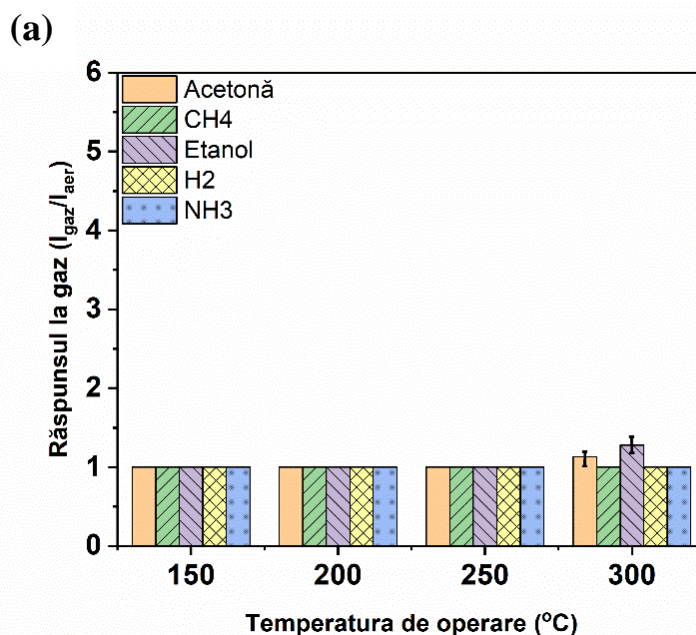 (a)
6
5
4
3
2
1
0
Răspunsul la gaz (Igaz/Iaer)
Acetonă
CH4
Etanol
H2
NH3
150 200 250 300
Temperatura de operare (°C)